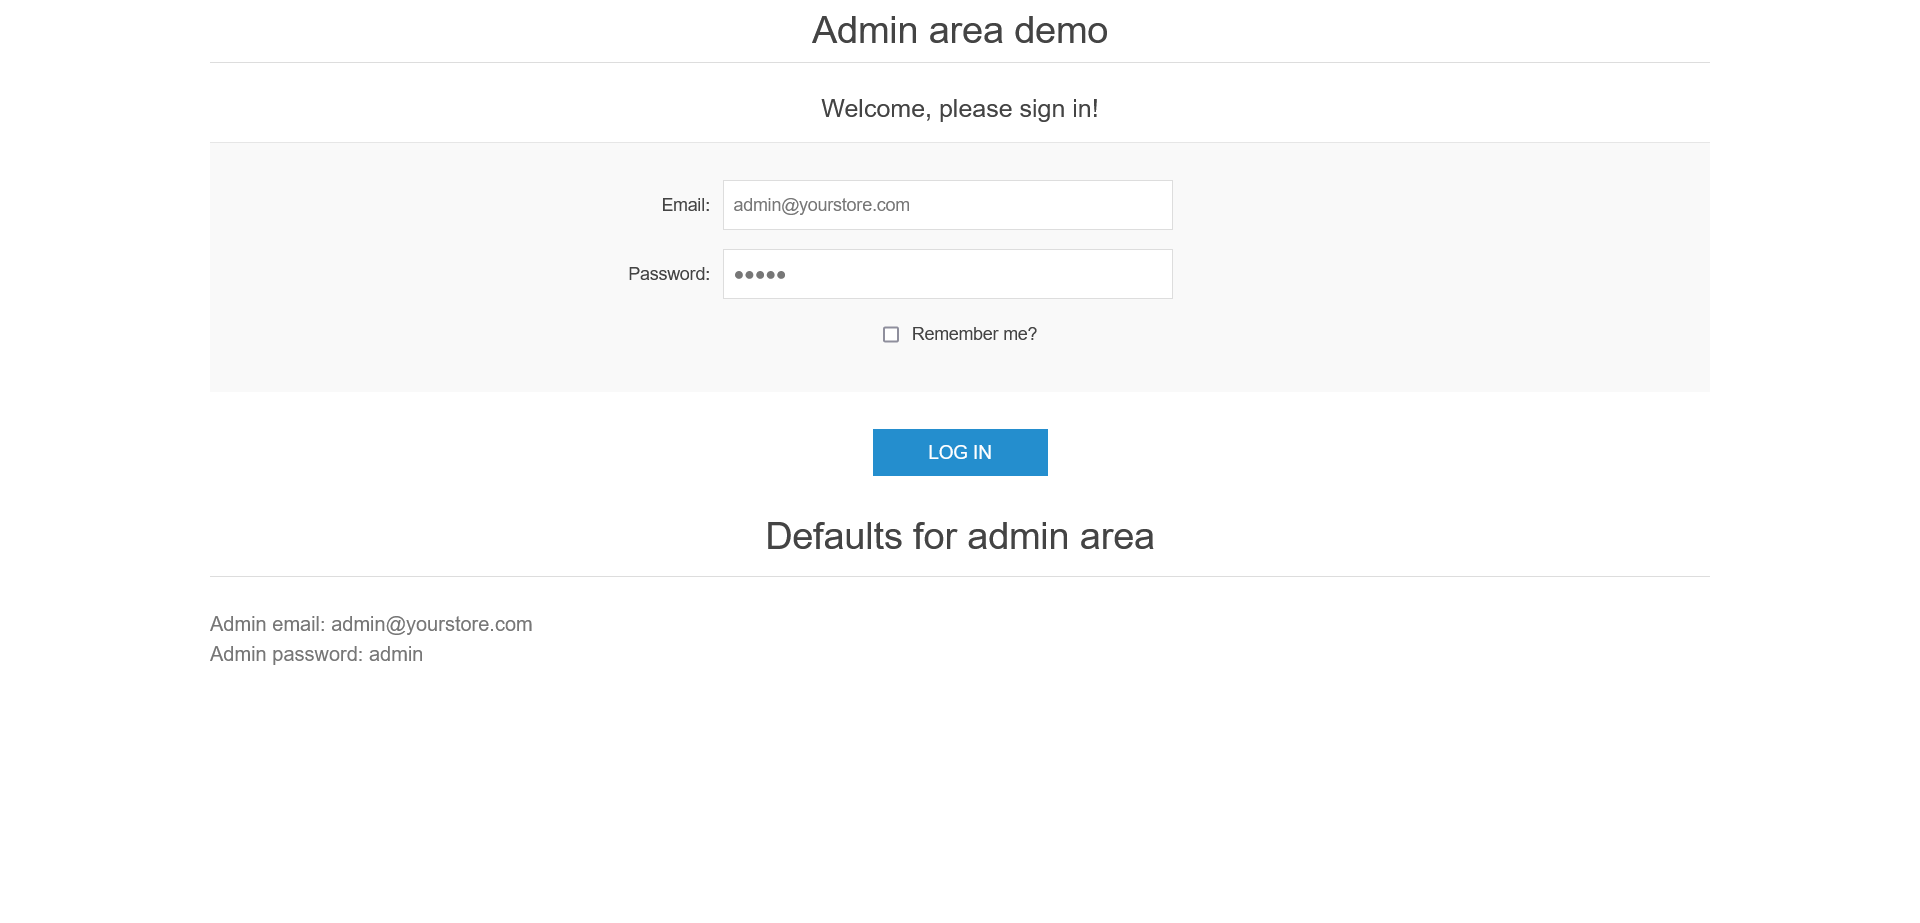 Admin area demo
Welcome, please sign in!
Email: admin@yourstore.com
Password: •••••
Remember me?
LOG IN
Defaults for admin area
Admin email: admin@yourstore.com
Admin password: admin